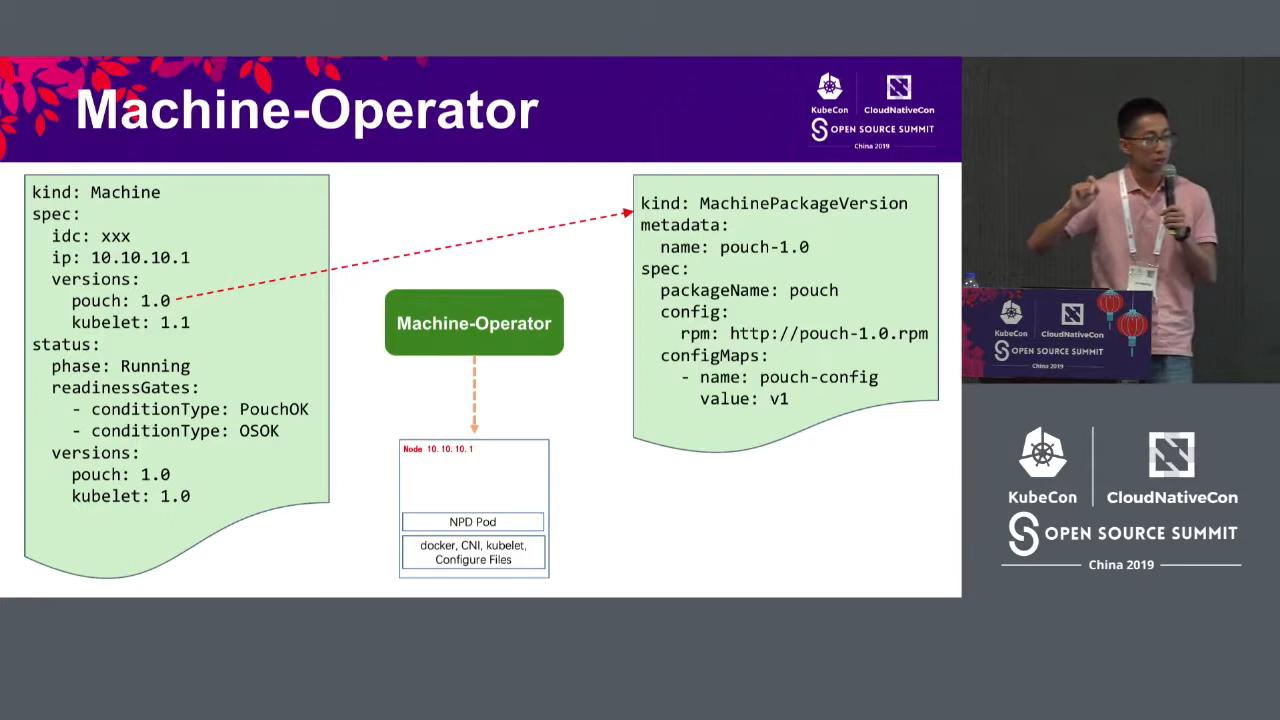 Machine-Operator
KubeCon
CloudNativeCon
OPEN SOURCE SUMMIT
China 2019
kind: Machine
spec:
  idc: xxx
  ip: 10.10.10.1
  versions:
    pouch: 1.0
    kubelet: 1.1
status:
  phase: Running
  readinessGates:
    - conditionType: PouchOK
    - conditionType: OSOK
  versions:
    pouch: 1.0
    kubelet: 1.0
Machine-Operator
Node 10.10.10.1
NPD Pod
docker, CNI, kubelet,
Configure Files
kind: MachinePackageVersion
metadata:
  name: pouch-1.0
spec:
  packageName: pouch
  config:
    rpm: http://pouch-1.0.rpm
  configMaps:
    - name: pouch-config
      value: v1
KubeCon
CloudNativeCon
OPEN SOURCE SUMMIT
China 2019
KubeCon
CloudNativeCon
OPEN SOURCE SUMMIT
China 2019